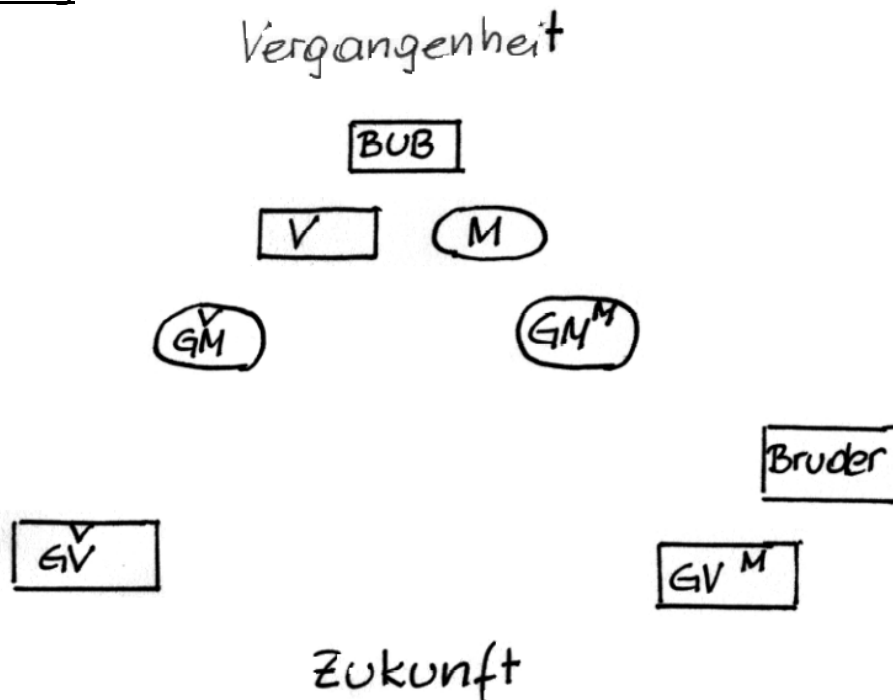 Vergangenheit
BUB
V M
GM V GM M
Bruder
GV V GV M
Zukunft